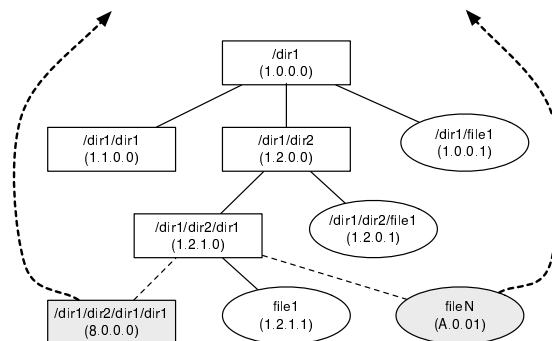 /dir1
(1.0.0.0)
/dir1/dir1
(1.1.0.0)
/dir1/dir2
(1.2.0.0)
/dir1/file1
(1.0.0.1)
/dir1/dir2/dir1
(1.2.1.0)
/dir1/dir2/file1
(1.2.0.1)
/dir1/dir2/dir1/dir1
(8.0.0.0)
file1
(1.2.1.1)
fileN
(A.0.01)